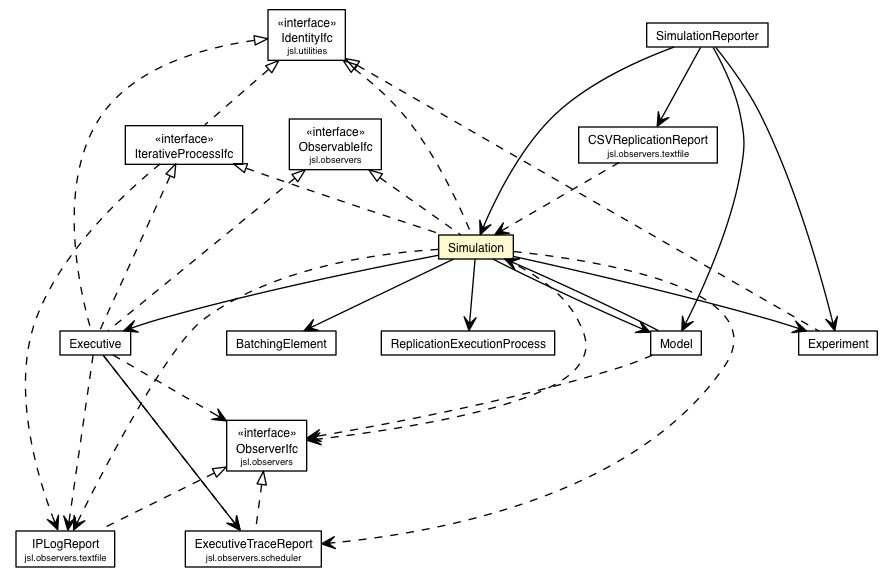 «interface»
IdentityIfc
jsl.utilities
SimulationReporter
«interface»
IterativeProcessIfc
«interface»
ObservableIfc
jsl.observers
CSVReplicationReport
jsl.observers.textfile
Simulation
Executive
BatchingElement
ReplicationExecutionProcess
Model
Experiment
«interface»
ObserverIfc
jsl.observers
IPLogReport
jsl.observers.textfile
ExecutiveTraceReport
jsl.observers.scheduler